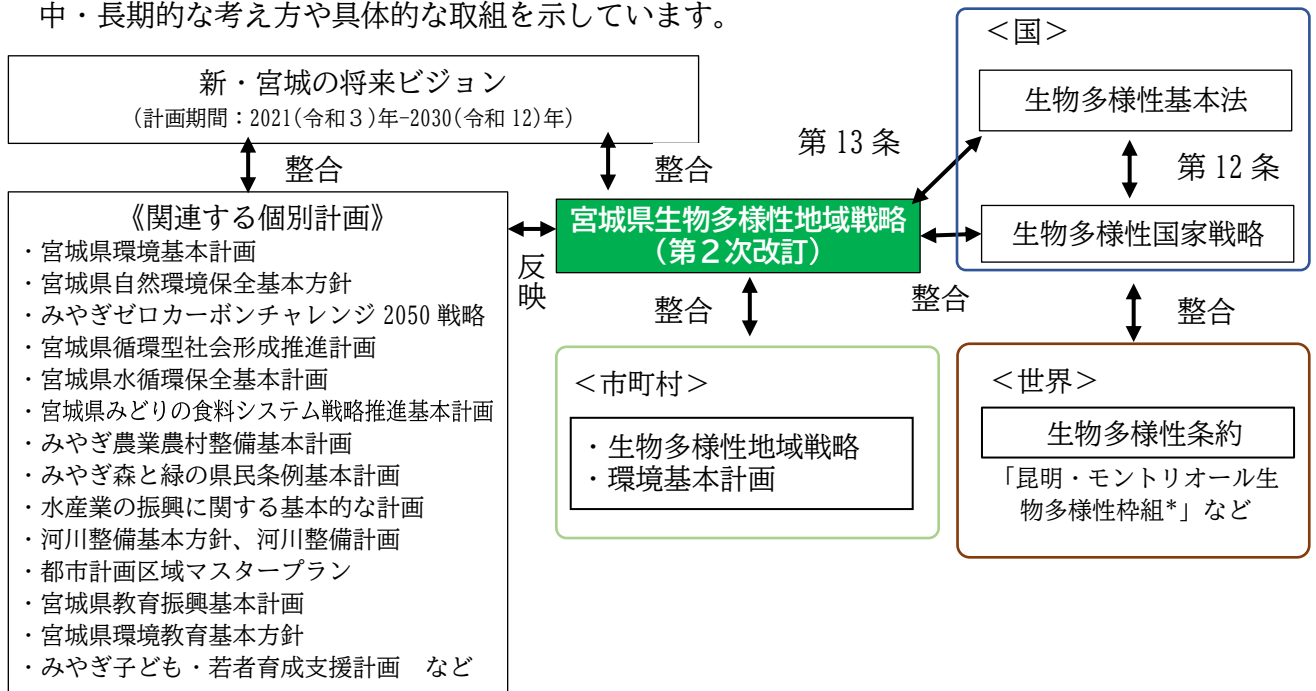 中・長期的な考え方や具体的な取組を示しています。
新・宮城の将来ビジョン
(計画期間：2021(令和３)年-2030(令和 12)年)
整合
整合
《関連する個別計画》
・宮城県環境基本計画
・宮城県自然環境保全基本方針
・みやぎゼロカーボンチャレンジ 2050 戦略
・宮城県循環型社会形成推進計画
・宮城県水循環保全基本計画
・宮城県みどりの食料システム戦略推進基本計画
・みやぎ農業農村整備基本計画
・みやぎ森と緑の県民条例基本計画
・水産業の振興に関する基本的な計画
・河川整備基本方針、河川整備計画
・都市計画区域マスタープラン
・宮城県教育振興基本計画
・宮城県環境教育基本方針
・みやぎ子ども・若者育成支援計画　など
反映
宮城県生物多様性地域戦略
（第２次改訂）
第 13 条
整合
整合
＜国＞
生物多様性基本法
第 12 条
生物多様性国家戦略
整合
＜市町村＞
・生物多様性地域戦略
・環境基本計画
＜世界＞
生物多様性条約
「昆明・モントリオール生
物多様性枠組*」など